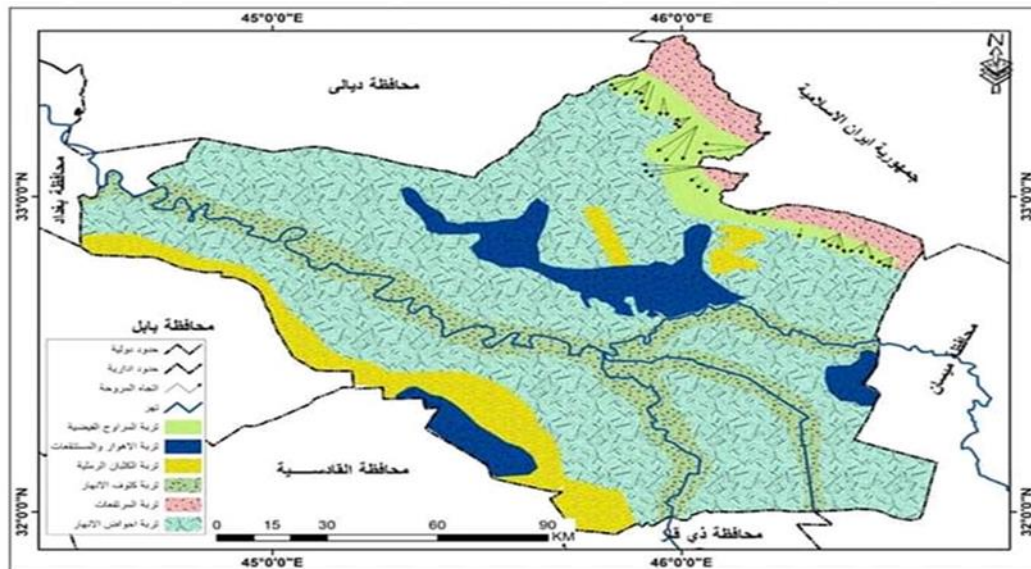 45°0'0"E
46°0'0"E
N
محافظة ديالى
جمهورية ايران الاسلامية
محافظة بغداد
33°0'0"N
33°0'0"N
محافظة بابل
محافظة ميسان
حدود دولية
حدود ادارية
اتجاه المروحة
نهر
تربة المراوح الفيضية
تربة الاهوار والمستنقعات
تربة الكثبان الرملية
تربة كتوف الانهار
تربة المرتفعات
تربة احواض الانهار
محافظة القادسية
محافظة ذي قار
32°0'0"N
32°0'0"N
0 15 30 60 90
KM
45°0'0"E
46°0'0"E